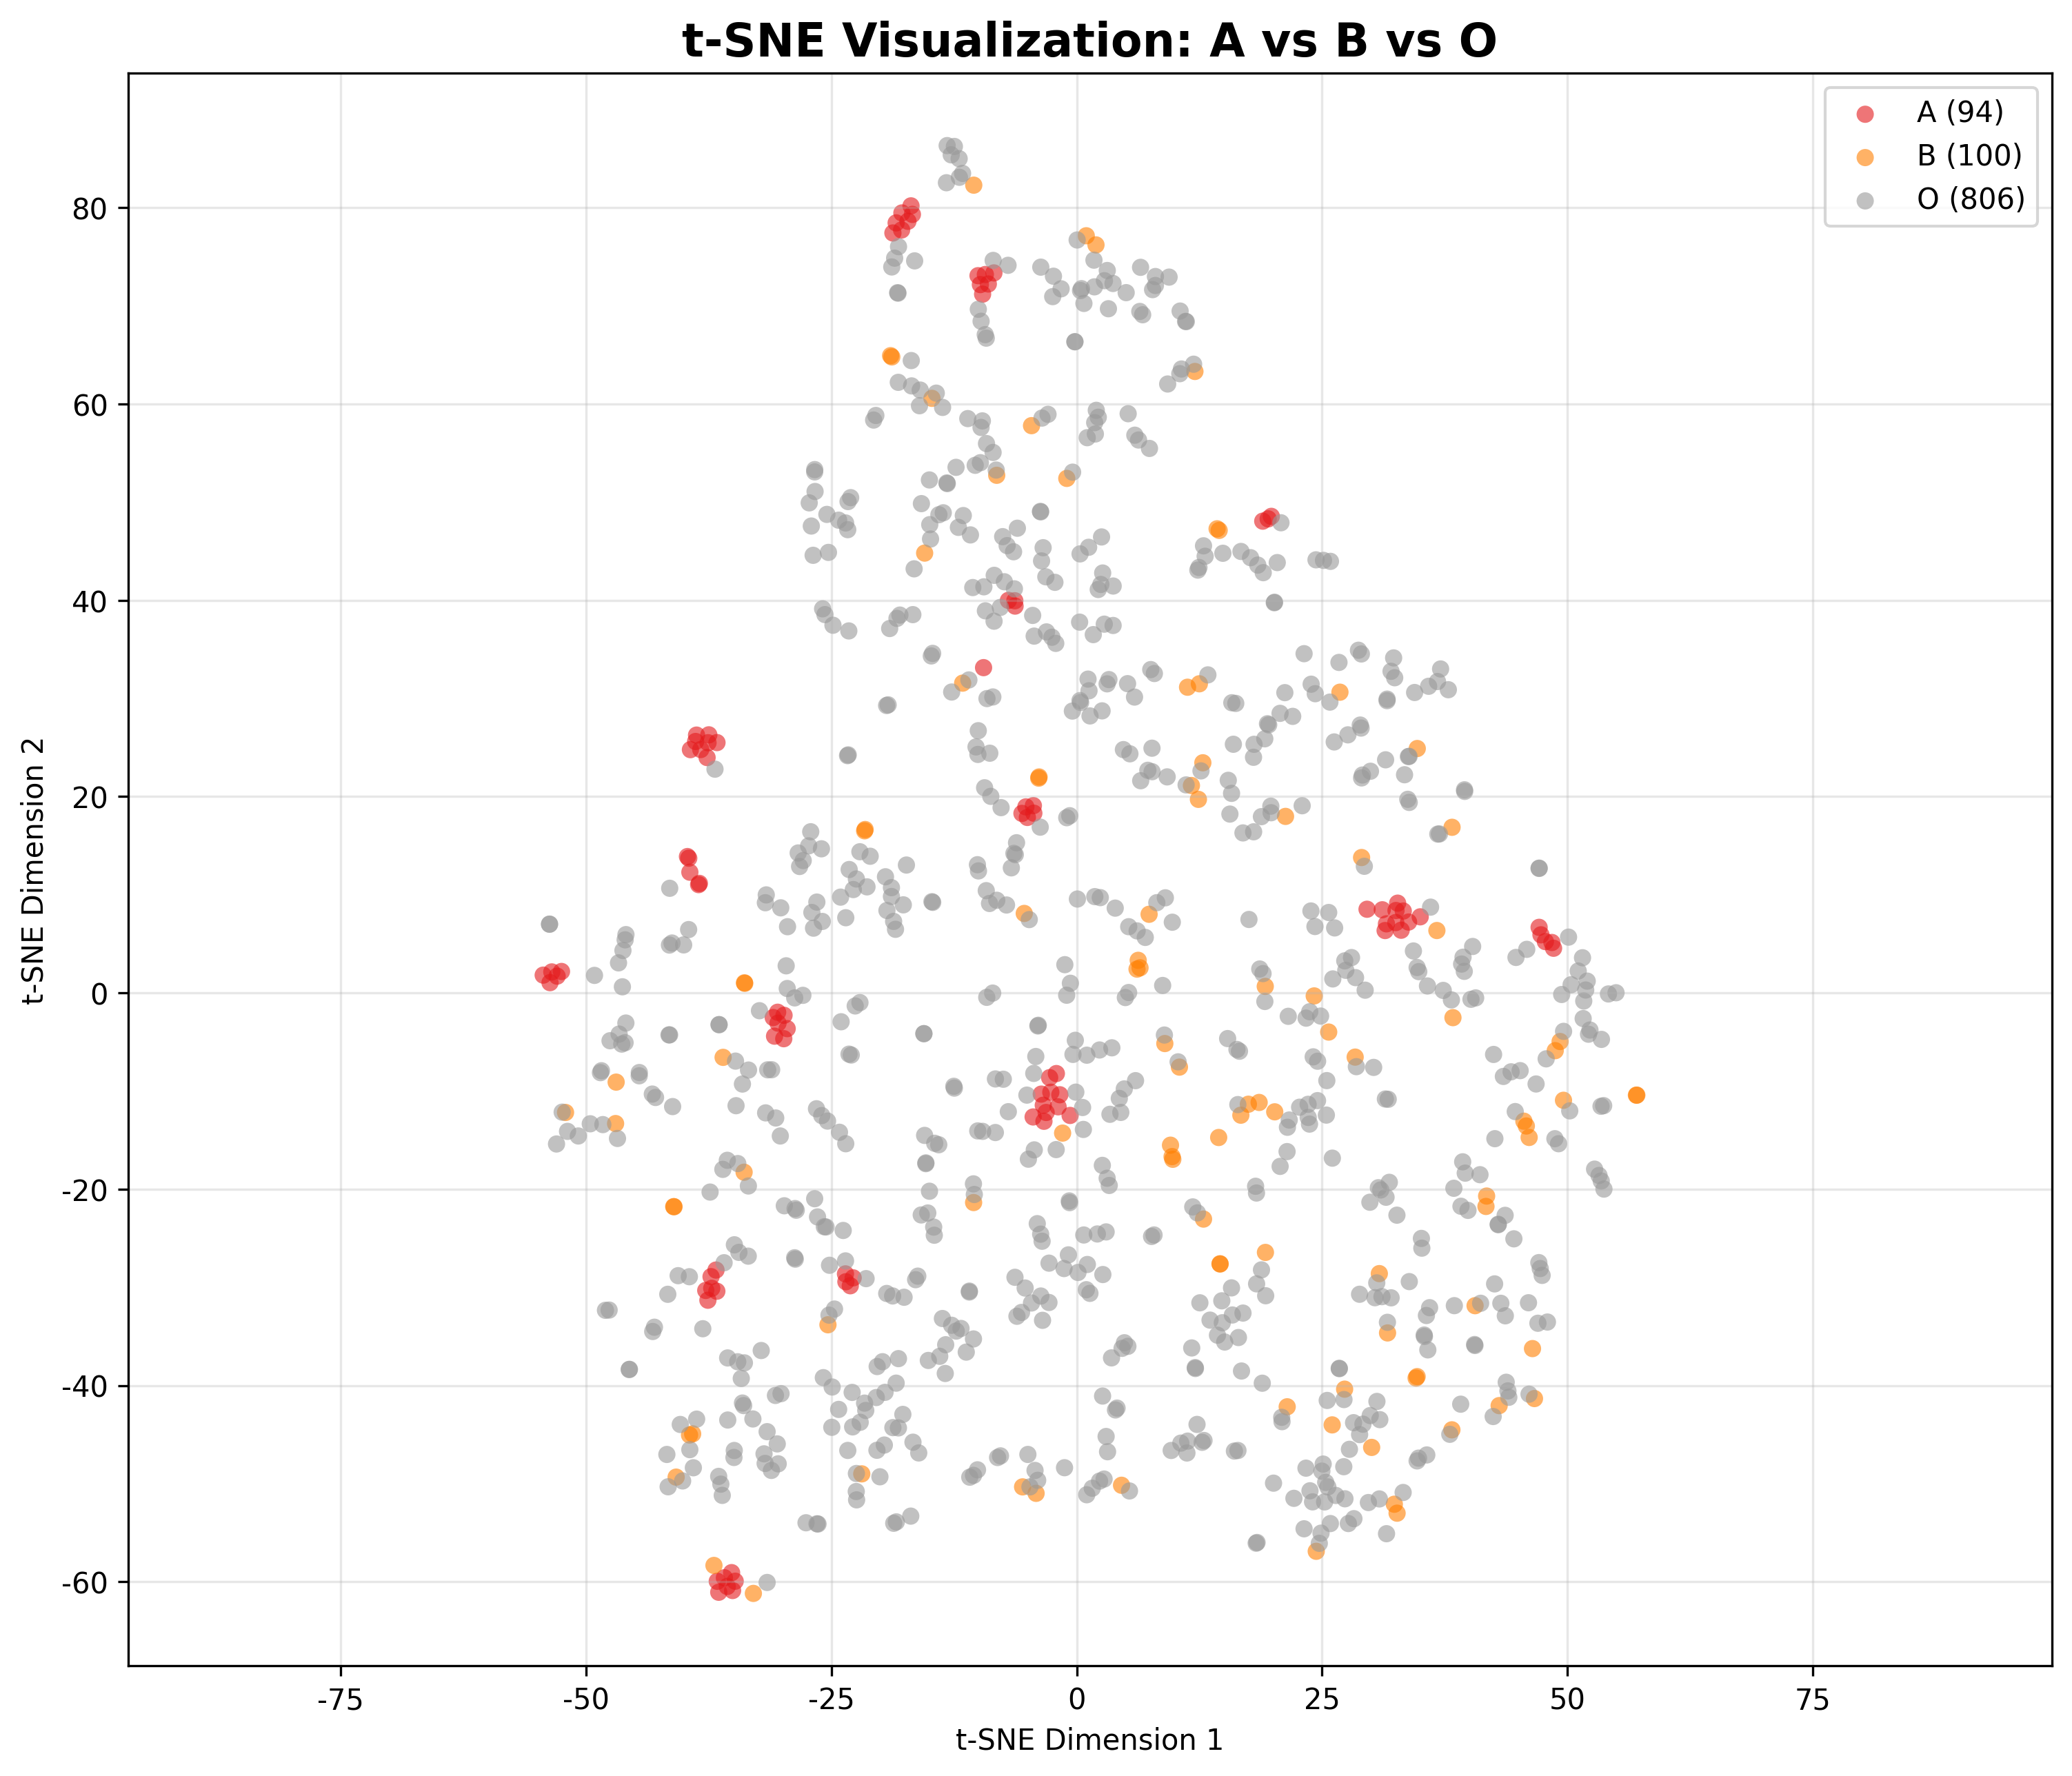 t-SNE Visualization: A vs B vs O
A (94)
B (100)
O (806)
80
60
40
20
0
-20
-40
-60
t-SNE Dimension 2
-75
-50
-25
0
25
50
75
t-SNE Dimension 1